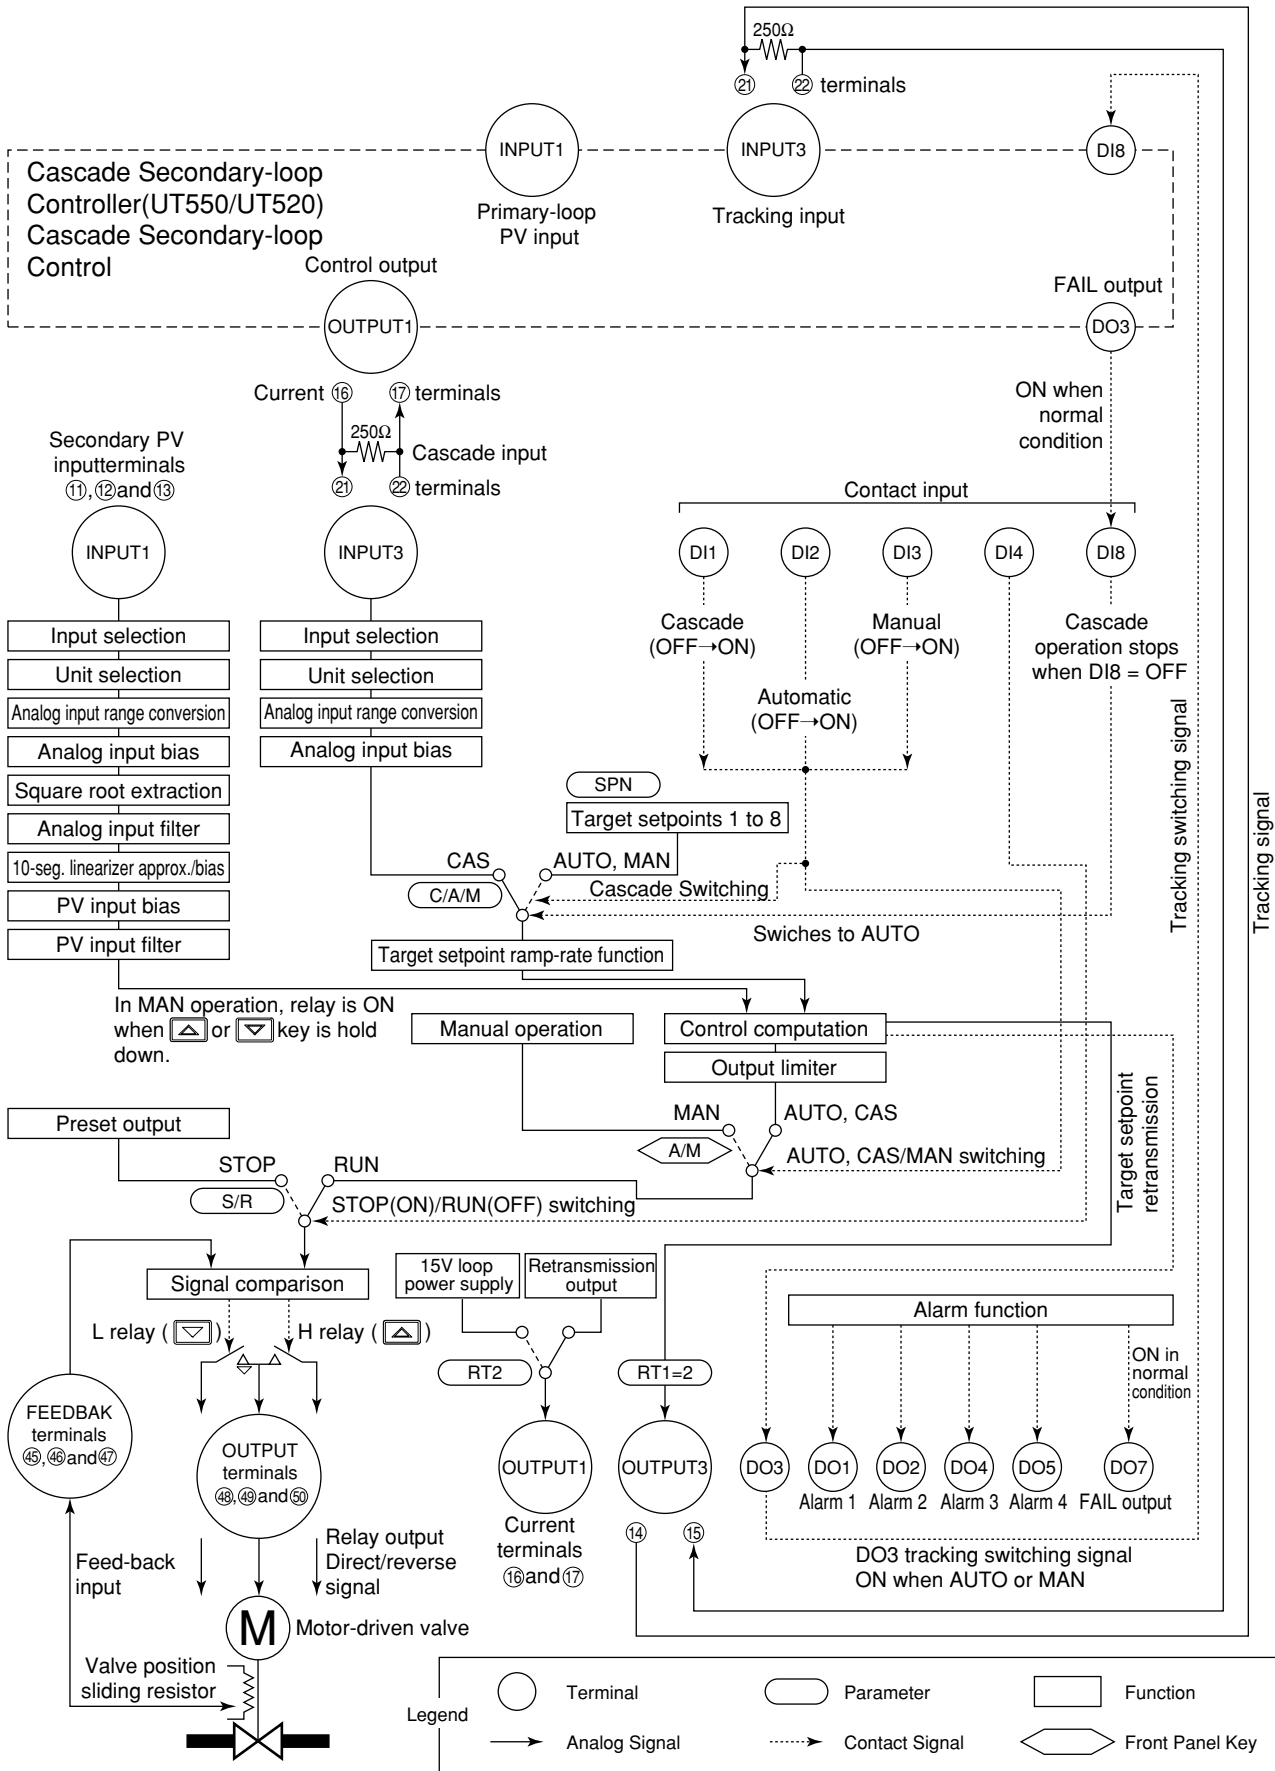 250Ω
㉑ ㉒ terminals
INPUT1
INPUT3
DI8
Cascade Secondary-loop
Controller(UT550/UT520)
Cascade Secondary-loop
Control
Primary-loop
PV input
Tracking input
Control output
FAIL output
OUTPUT1
DO3
Current ⑯ ⑰ terminals
250Ω
Cascade input
㉑ ㉒ terminals
ON when
normal
condition
Secondary PV
inputterminals
⑪,⑫and⑬
Contact input
INPUT1
INPUT3
DI1
DI2
DI3
DI4
DI8
Cascade
(OFF→ON)
Manual
(OFF→ON)
Cascade
operation stops
when DI8 = OFF
Automatic
(OFF→ON)
Input selection
Unit selection
Analog input range conversion
Analog input bias
Square root extraction
Analog input filter
10-seg. linearizer approx./bias
PV input bias
PV input filter
Input selection
Unit selection
Analog input range conversion
Analog input bias
SPN
Target setpoints 1 to 8
CAS
AUTO, MAN
C/A/M
Cascade Switching
Swiches to AUTO
Tracking switching signal
Tracking signal
Target setpoint ramp-rate function
In MAN operation, relay is ON
when △ or ▽ key is hold
down.
Manual operation
Control computation
Output limiter
Target setpoint
retransmission
Preset output
MAN
AUTO, CAS
A/M
AUTO, CAS/MAN switching
STOP
RUN
S/R
STOP(ON)/RUN(OFF) switching
Signal comparison
15V loop
power supply
Retransmission
output
Alarm function
L relay ( ▽ )
H relay ( △ )
RT2
RT1=2
ON in
normal
condition
FEEDBAK
terminals
㊺,㊻and㊼
OUTPUT
terminals
㊽,㊾and㊿
OUTPUT1
OUTPUT3
DO3
DO1
DO2
DO4
DO5
DO7
Alarm 1
Alarm 2
Alarm 3
Alarm 4
FAIL output
Current
terminals
⑯and⑰
⑭
⑮
Feed-back
input
Relay output
Direct/reverse
signal
DO3 tracking switching signal
ON when AUTO or MAN
M
Motor-driven valve
Valve position
sliding resistor
Legend
Terminal
Parameter
Function
Analog Signal
Contact Signal
Front Panel Key